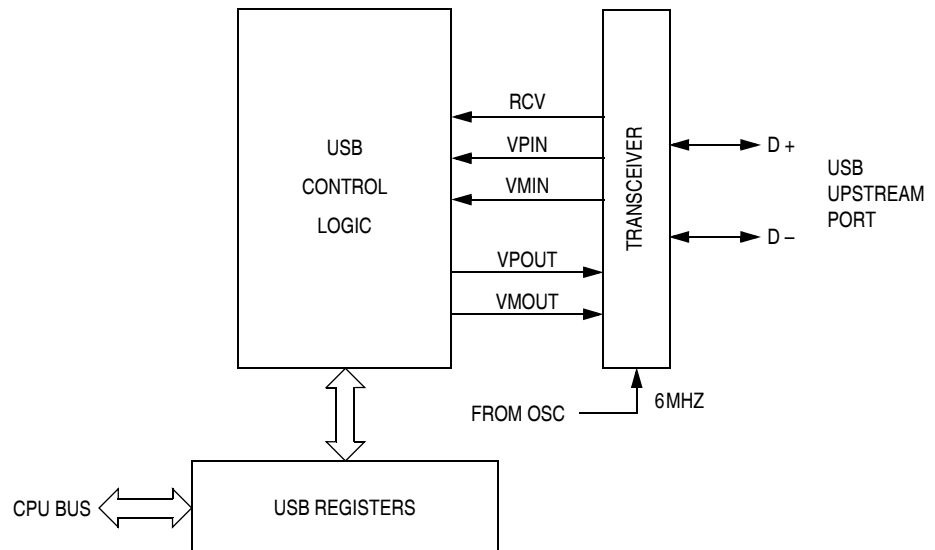 USB
CONTROL
LOGIC
RCV
VPIN
VMIN
VPOUT
VMOUT
TRANSCEIVER
D +
D –
USB
UPSTREAM
PORT
FROM OSC
6MHZ
CPU BUS
USB REGISTERS